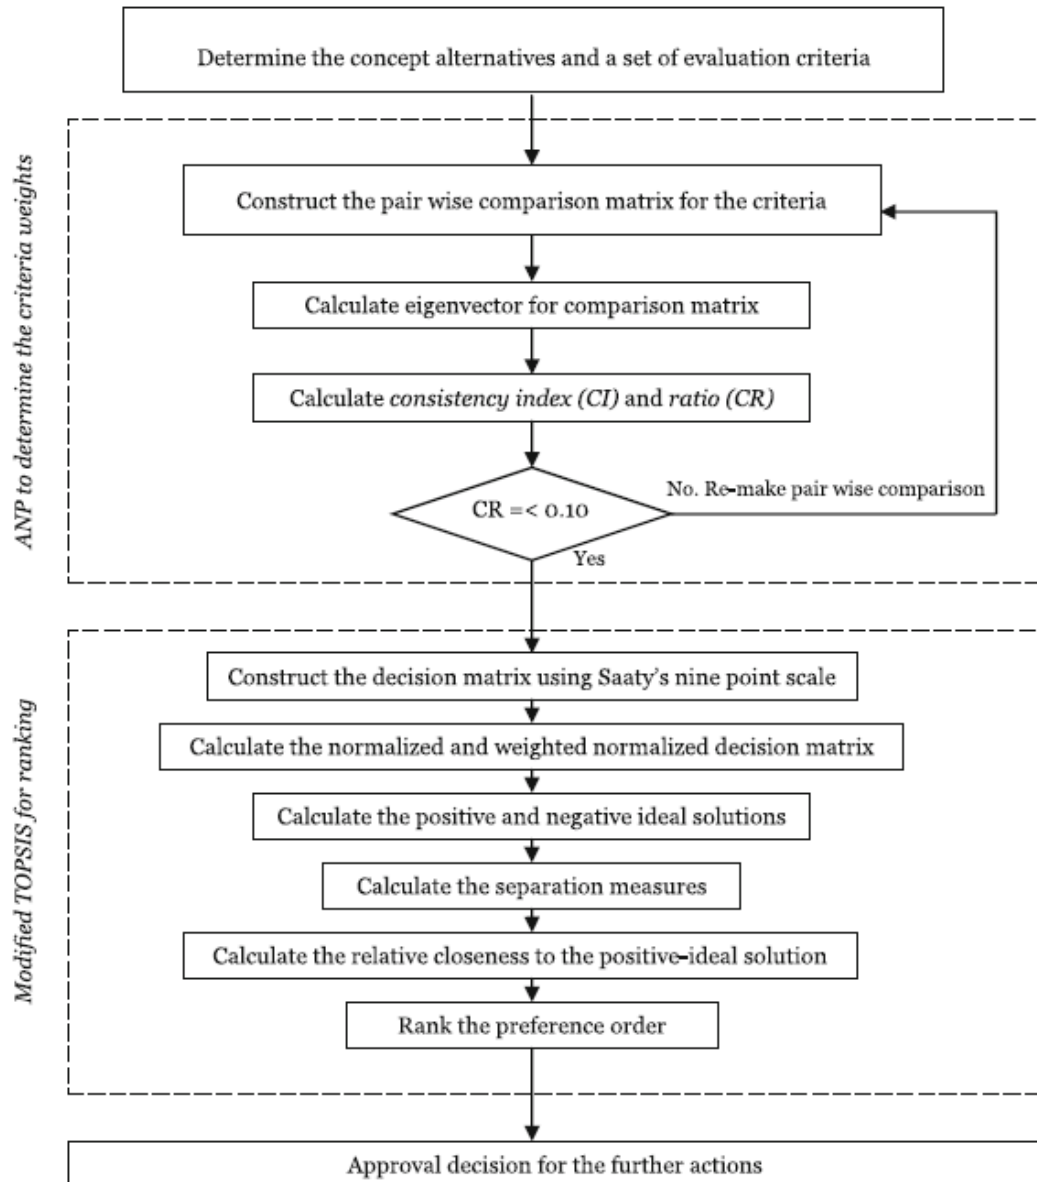 Determine the concept alternatives and a set of evaluation criteria
ANP to determine the criteria weights
Construct the pair wise comparison matrix for the criteria
Calculate eigenvector for comparison matrix
Calculate consistency index (CI) and ratio (CR)
CR =< 0.10
No. Re-make pair wise comparison
Yes
Modified TOPSIS for ranking
Construct the decision matrix using Saaty's nine point scale
Calculate the normalized and weighted normalized decision matrix
Calculate the positive and negative ideal solutions
Calculate the separation measures
Calculate the relative closeness to the positive-ideal solution
Rank the preference order
Approval decision for the further actions